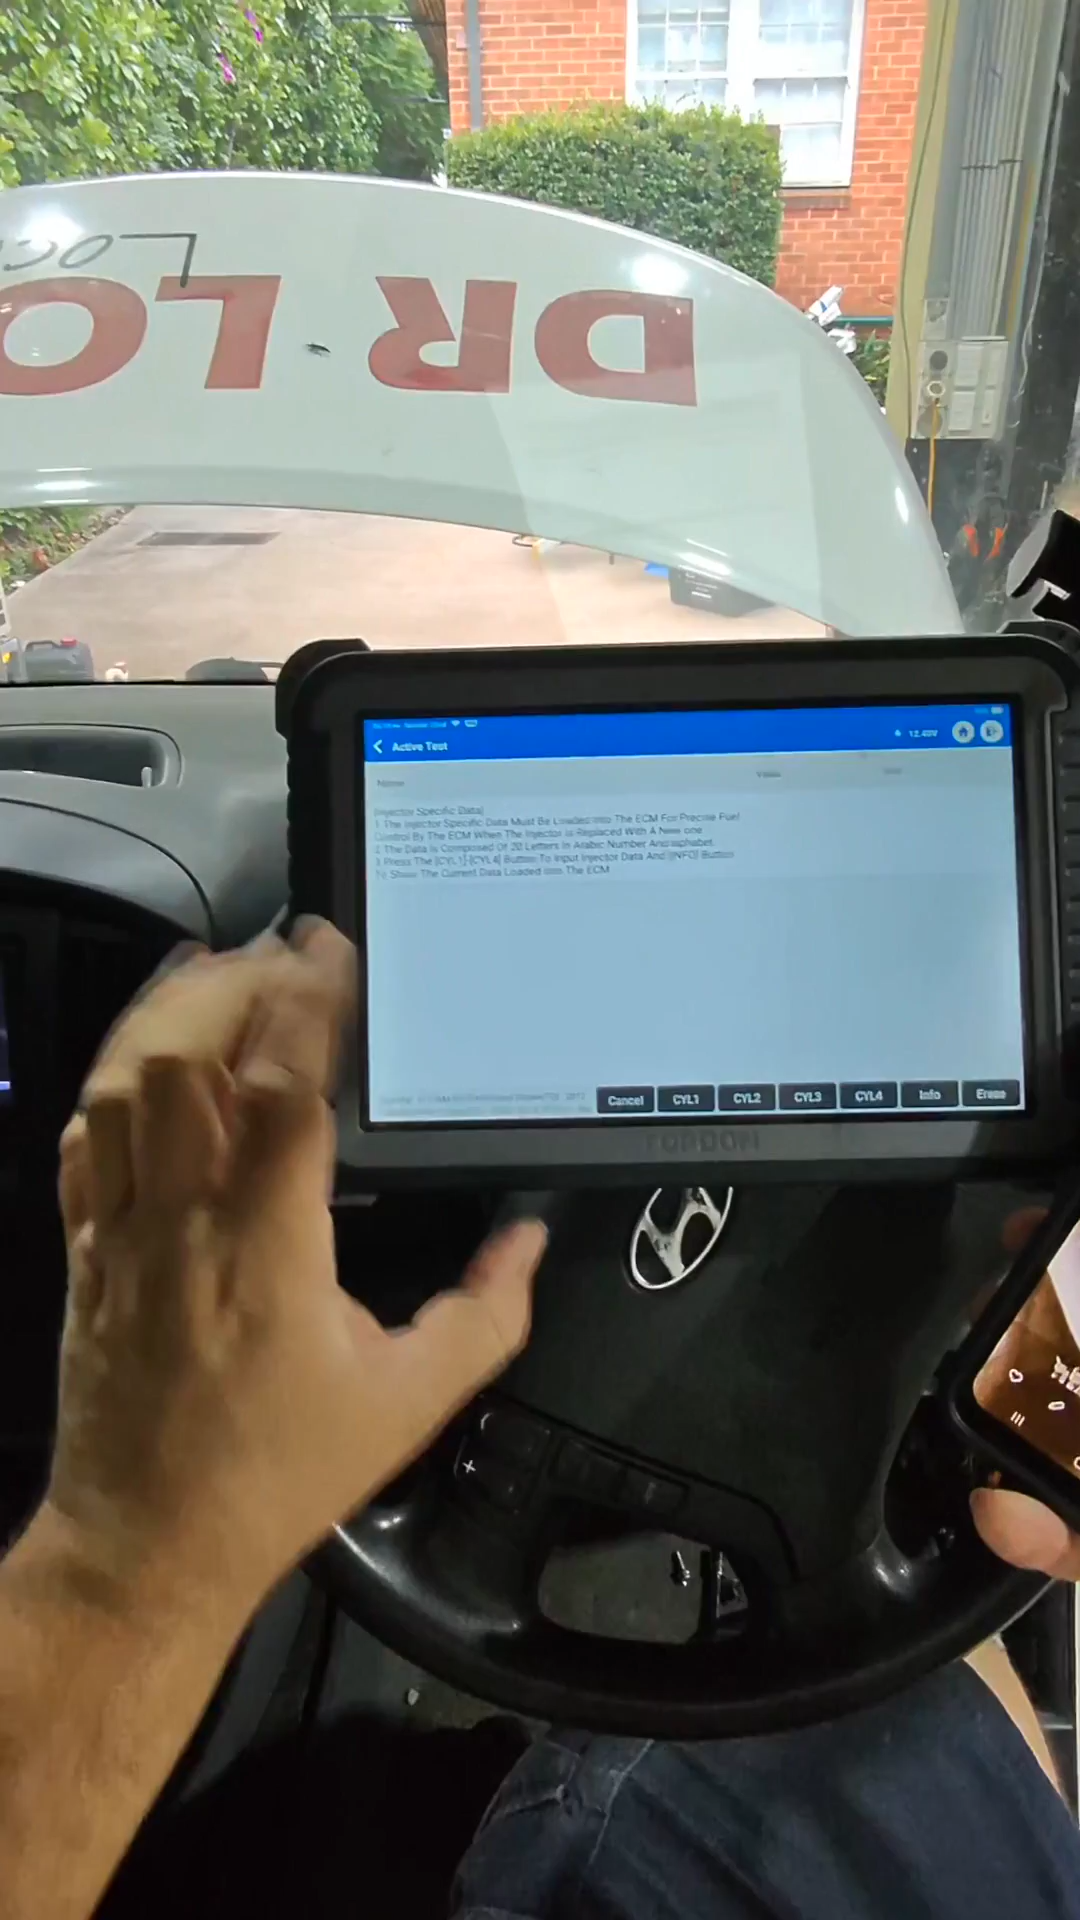 DR LO
Active Test
12.40V
Name
Value
[Injector Specific Data]
1 The Injector Specific Data Must Be Loaded Into The ECM For Precise Fuel
Control By The ECM When The Injector Is Replaced With A New one
2 The Data Is Composed Of 20 Letters In Arabic Number And alphabet.
3 Press The [CYL1]-[CYL4] Button To Input Injector Data And [INFO] Button
To Show The Current Data Loaded Into The ECM
Cancel
CYL1
CYL2
CYL3
CYL4
Info
Erase
TOPDON